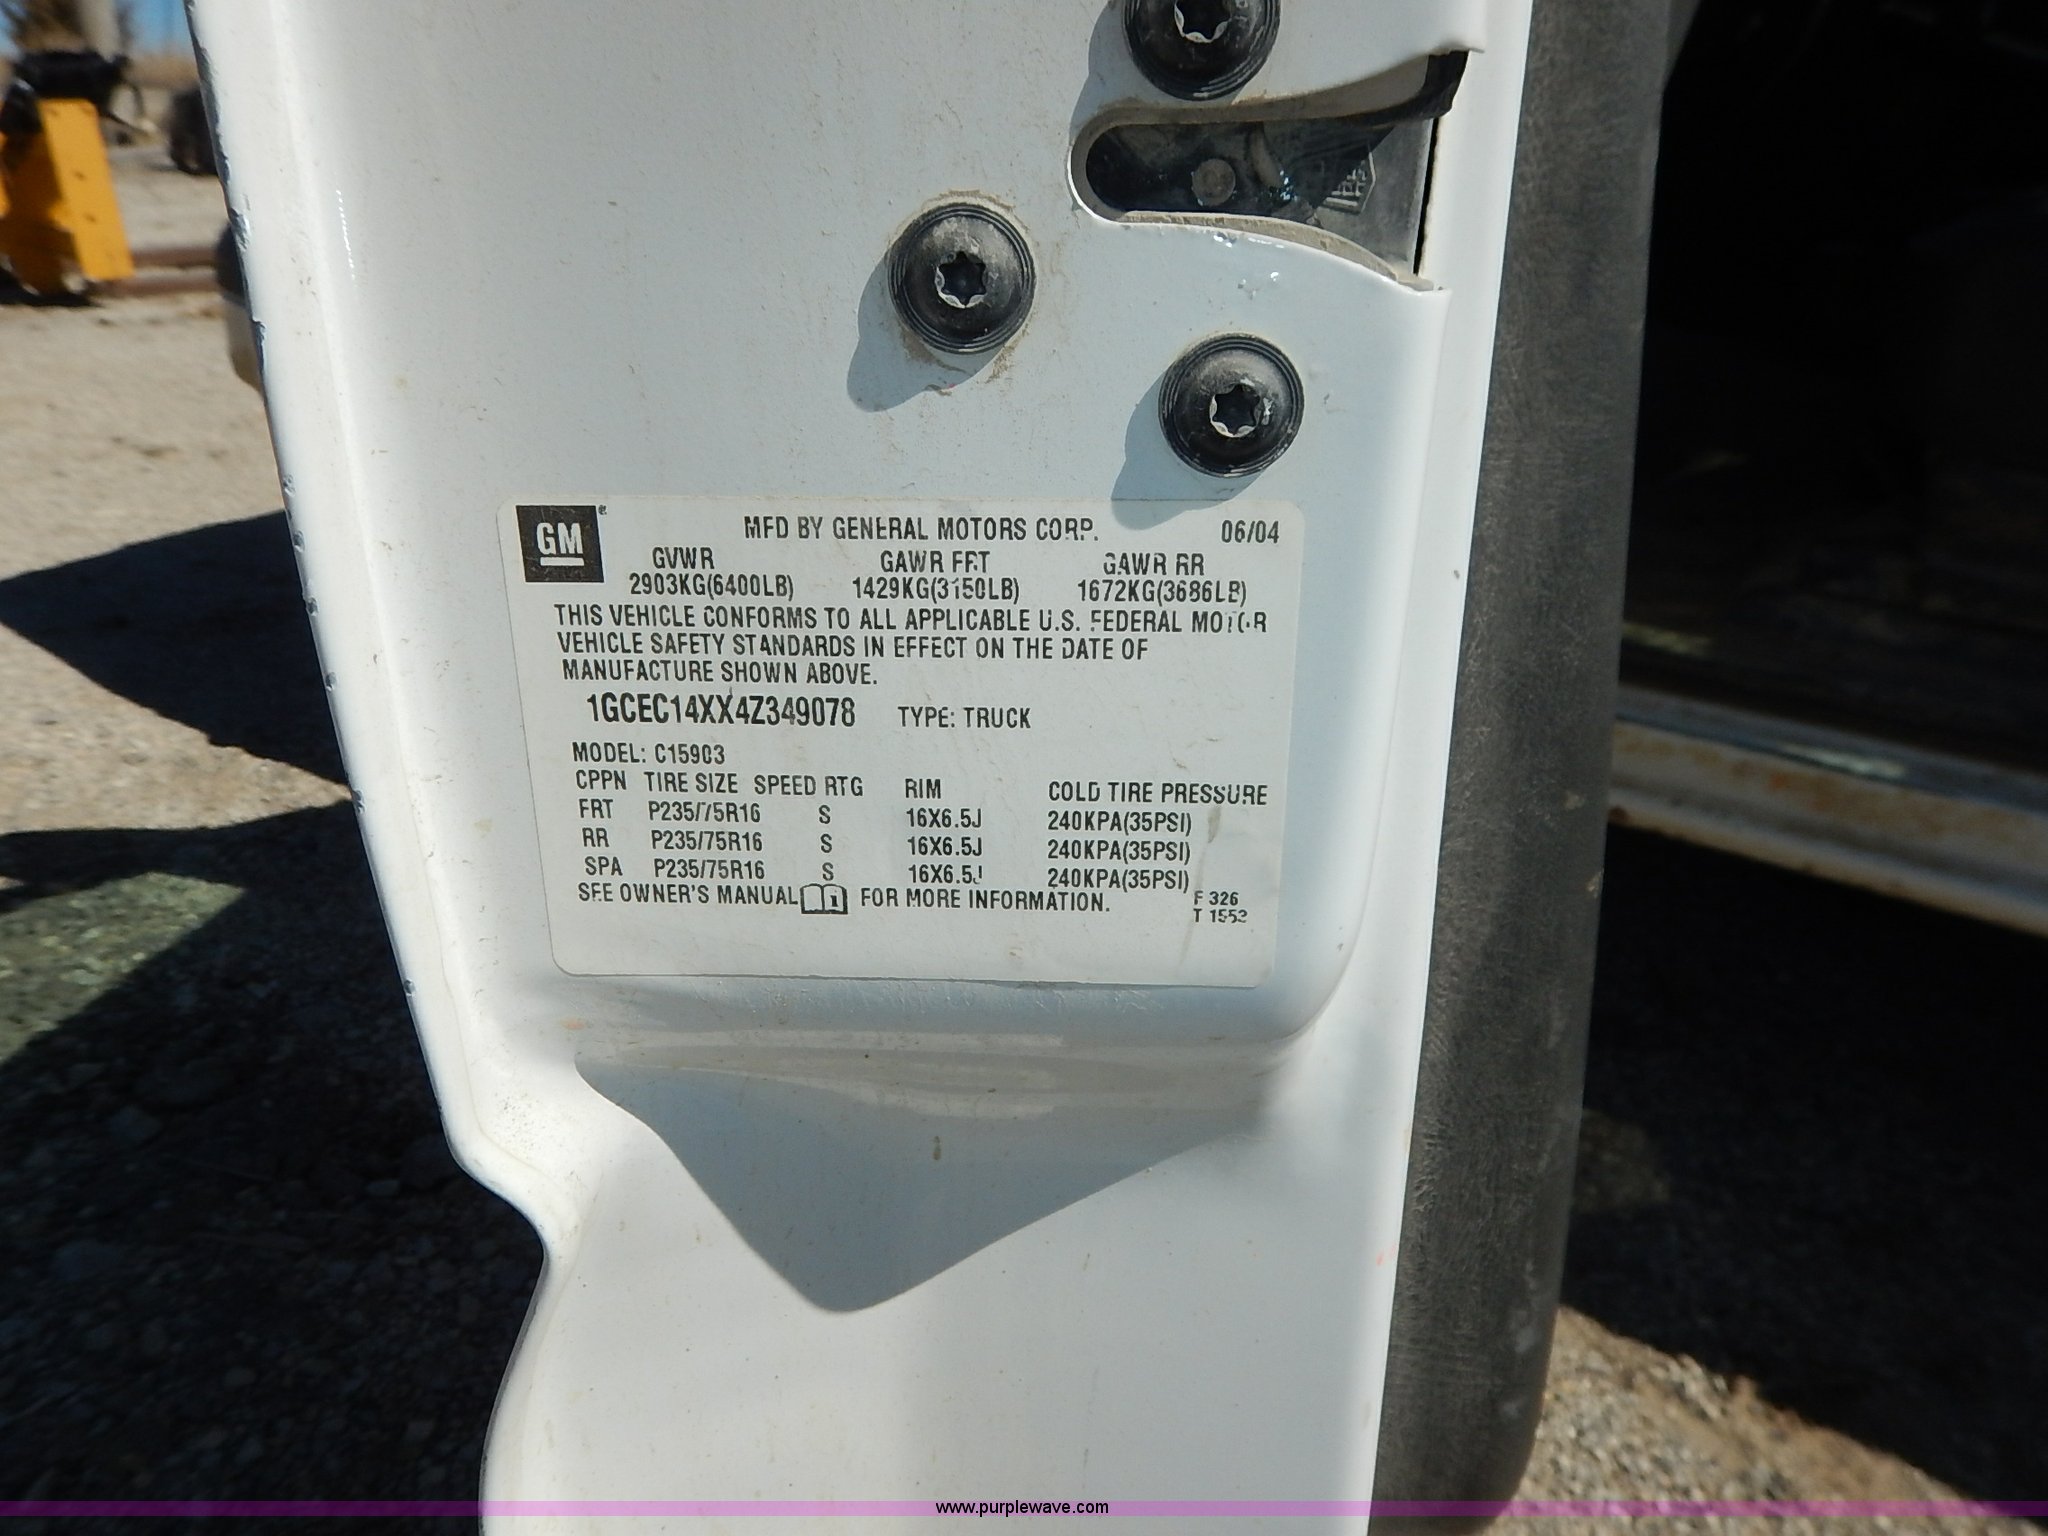 GM
MFD BY GENERAL MOTORS CORP. 06/04
GVWR GAWR FRT GAWR RR
2903KG(6400LB) 1429KG(3150LB) 1672KG(3686LB)
THIS VEHICLE CONFORMS TO ALL APPLICABLE U.S. FEDERAL MOTOR
VEHICLE SAFETY STANDARDS IN EFFECT ON THE DATE OF
MANUFACTURE SHOWN ABOVE.
1GCEC14XX4Z349078 TYPE: TRUCK
MODEL: C15903
CPPN TIRE SIZE SPEED RTG RIM COLD TIRE PRESSURE
FRT P235/75R16 S 16X6.5J 240KPA(35PSI)
RR P235/75R16 S 16X6.5J 240KPA(35PSI)
SPA P235/75R16 S 16X6.5J 240KPA(35PSI)
SEE OWNER'S MANUAL FOR MORE INFORMATION.
F 326
T
www.purplewave.com